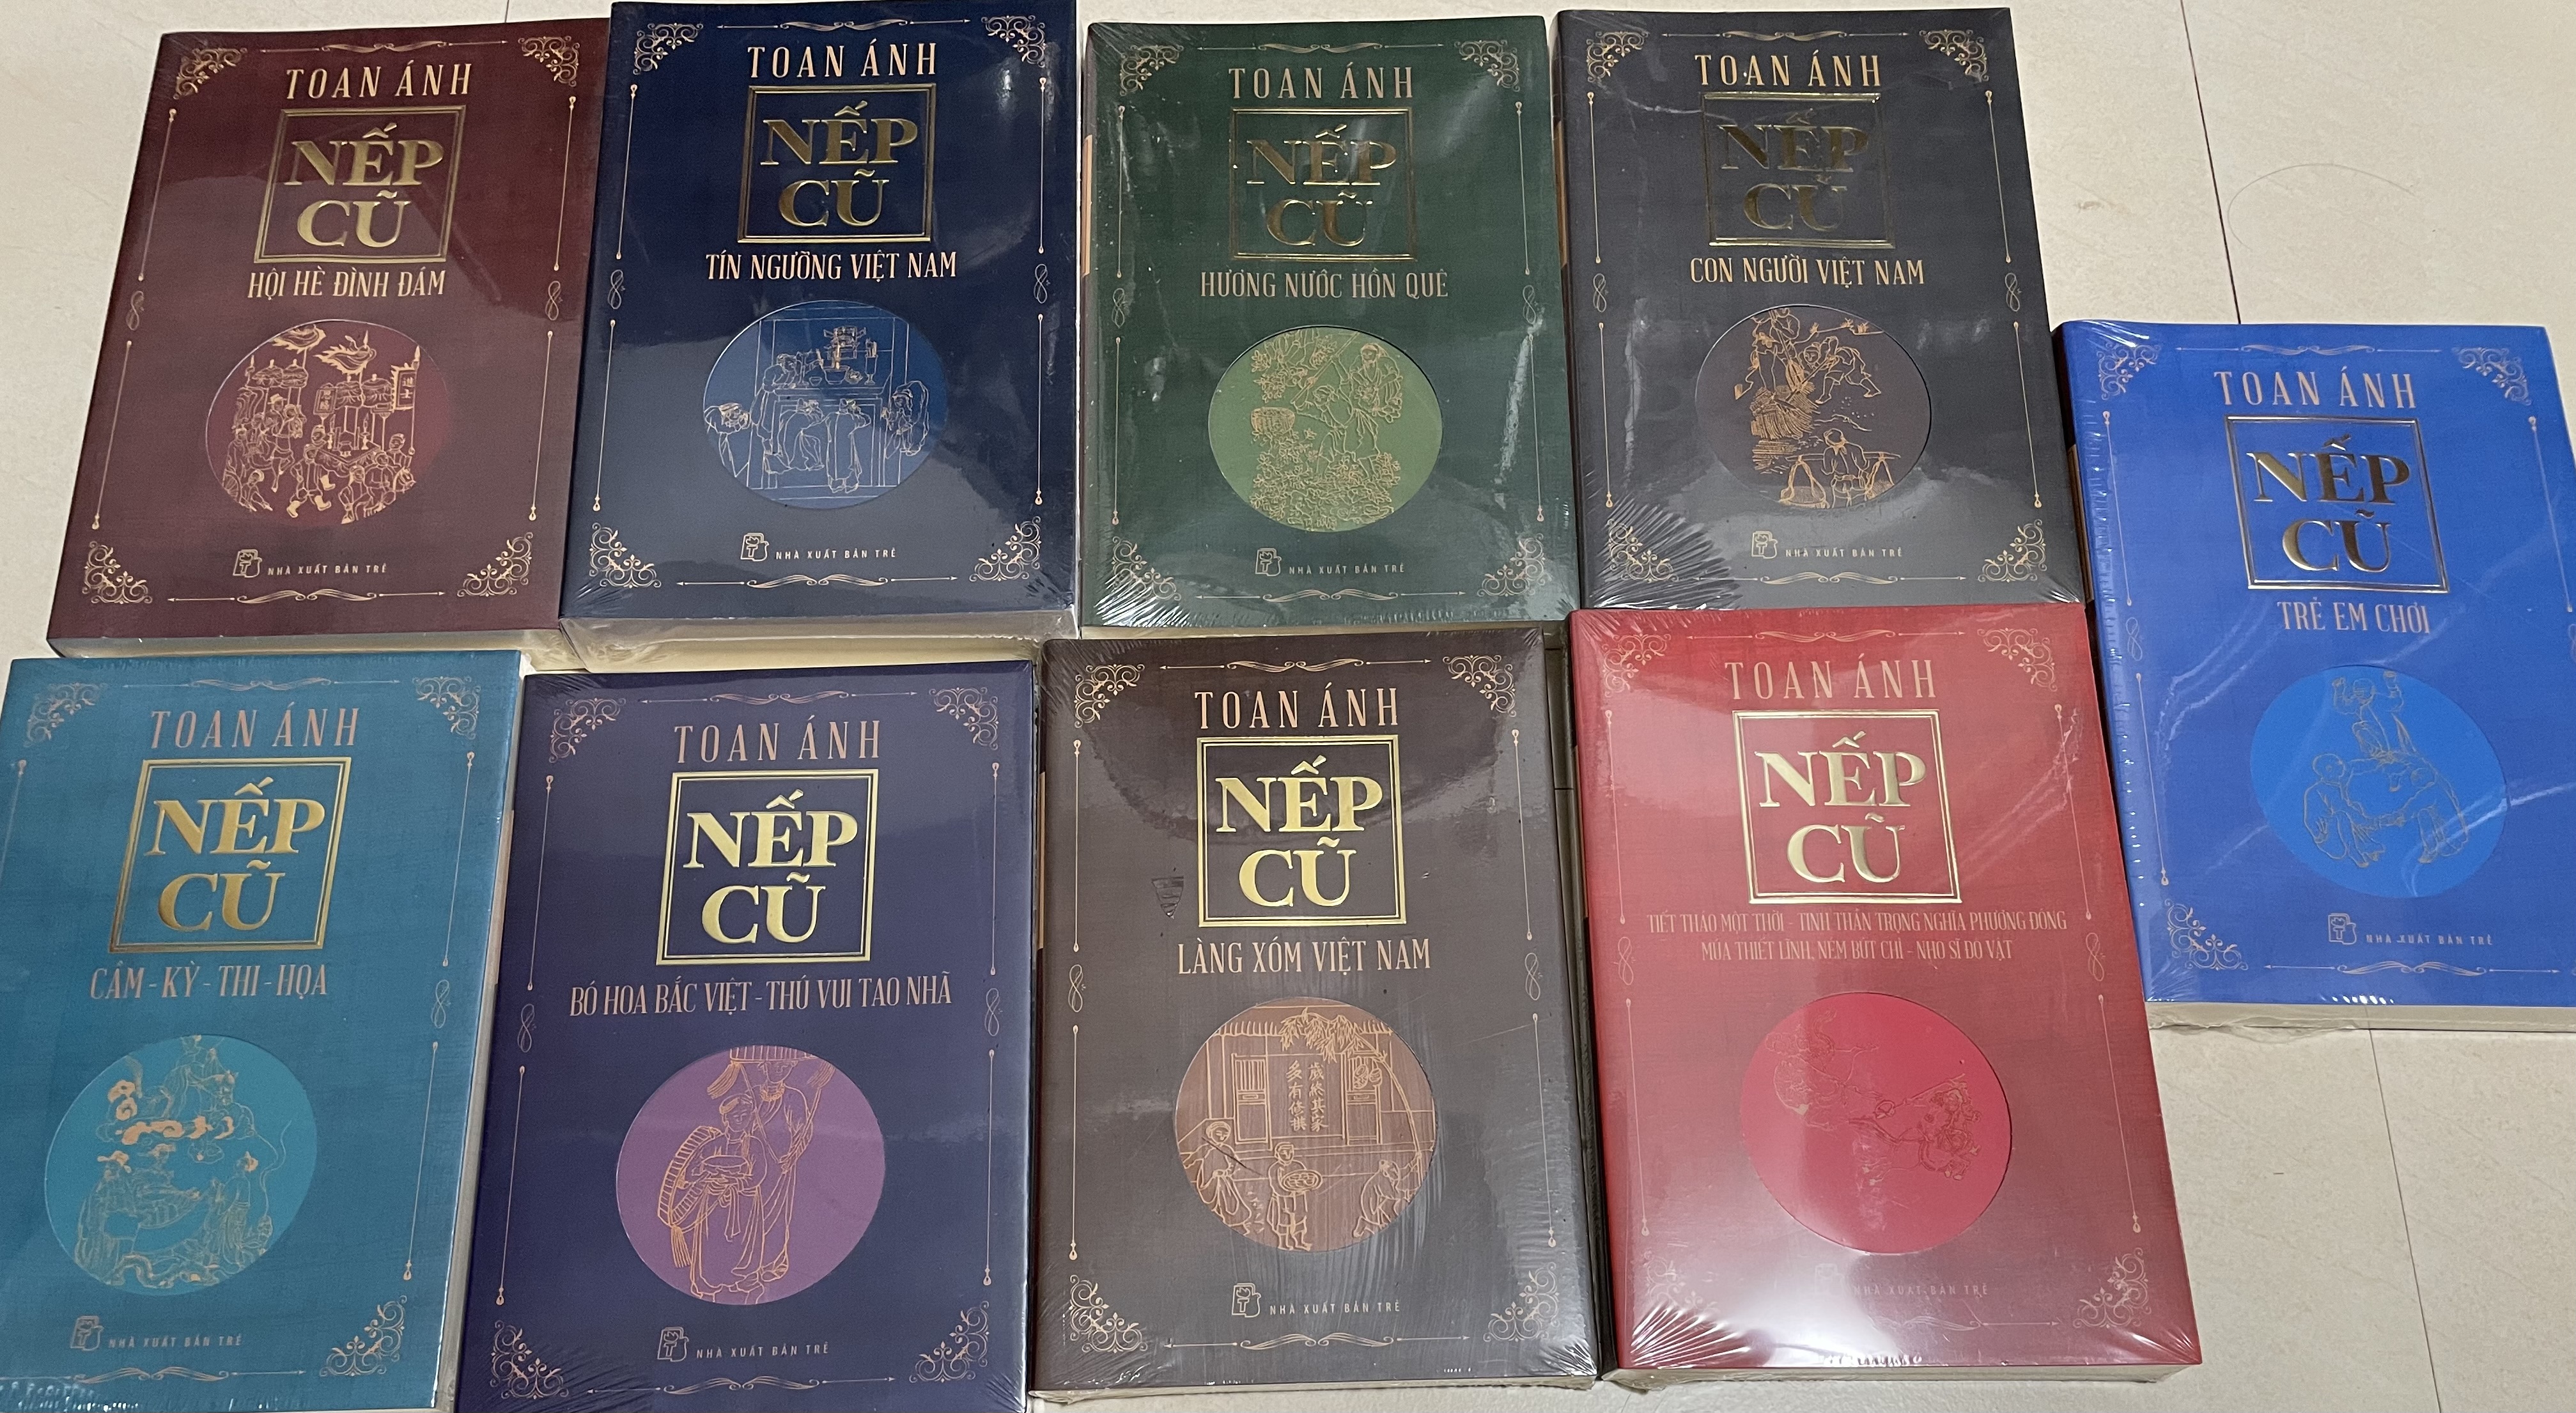 TOAN ÁNH
NẾP
CŨ
HỘI HÈ ĐÌNH ĐÁM
NHÀ XUẤT BẢN TRẺ
TOAN ÁNH
NẾP
CŨ
TÍN NGƯỠNG VIỆT NAM
NHÀ XUẤT BẢN TRẺ
TOAN ÁNH
NẾP
CŨ
HƯƠNG NƯỚC HỒN QUÊ
NHÀ XUẤT BẢN TRẺ
TOAN ÁNH
NẾP
CŨ
CON NGƯỜI VIỆT NAM
NHÀ XUẤT BẢN TRẺ
TOAN ÁNH
NẾP
CŨ
TRẺ EM CHƠI
NHÀ XUẤT BẢN TRẺ
TOAN ÁNH
NẾP
CŨ
CẦM - KỲ - THI - HỌA
NHÀ XUẤT BẢN TRẺ
TOAN ÁNH
NẾP
CŨ
BÓ HOA BẮC VIỆT - THÚ VUI TAO NHÃ
NHÀ XUẤT BẢN TRẺ
TOAN ÁNH
NẾP
CŨ
LÀNG XÓM VIỆT NAM
NHÀ XUẤT BẢN TRẺ
TOAN ÁNH
NẾP
CŨ
TIẾT THÁO MỘT THỜI - TINH THẦN TRỌNG NGHĨA PHƯƠNG ĐÔNG
MÚA THIẾT LĨNH, NÉM BÚT CHÌ - NHO SĨ ĐÔ VẬT
NHÀ XUẤT BẢN TRẺ